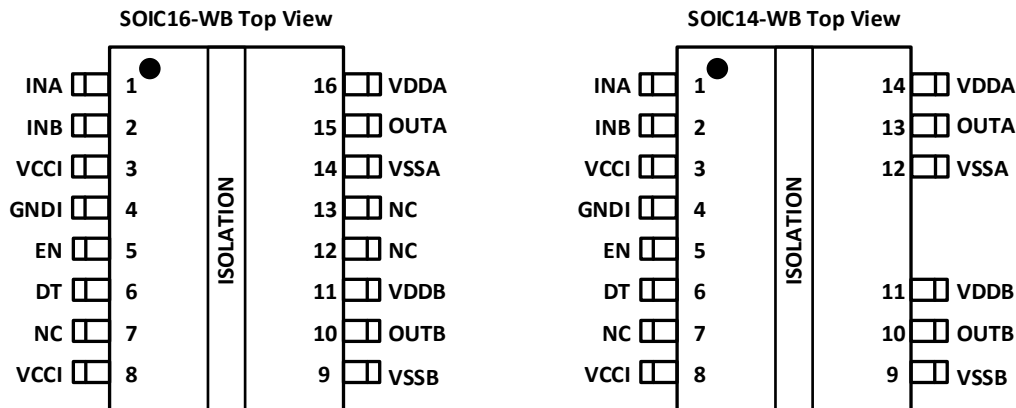 SOIC16-WB Top View
INA 1 16 VDDA
INB 2 15 OUTA
VCCI 3 14 VSSA
GNDI 4 13 NC
EN 5 12 NC
DT 6 11 VDDB
NC 7 10 OUTB
VCCI 8 9 VSSB
ISOLATION
SOIC14-WB Top View
INA 1 14 VDDA
INB 2 13 OUTA
VCCI 3 12 VSSA
GNDI 4
EN 5
DT 6 11 VDDB
NC 7 10 OUTB
VCCI 8 9 VSSB
ISOLATION